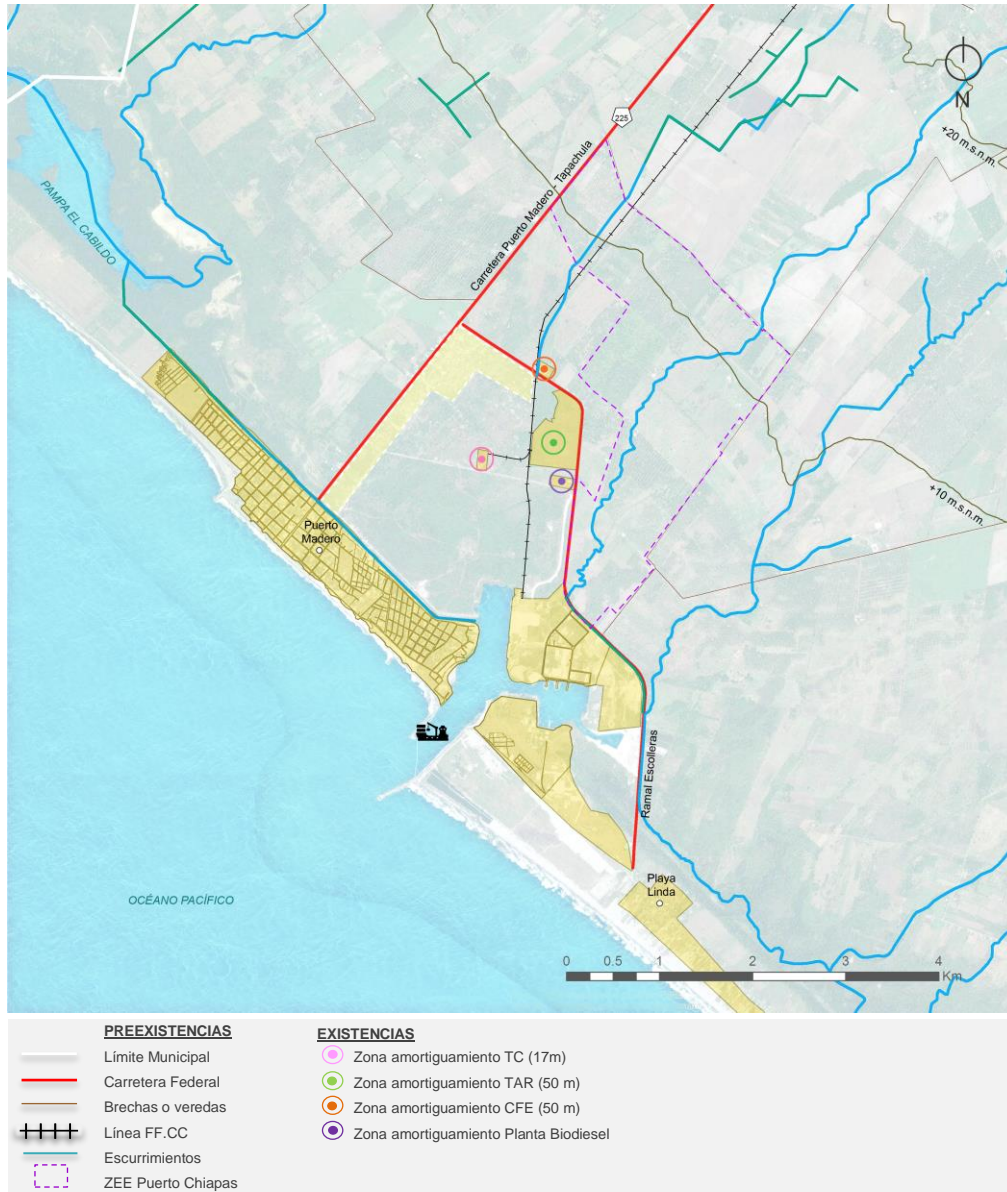 N
225
+20 m.s.n.m.
Carretera Puerto Madero - Tapachula
PAMPA EL CABILDO
+10 m.s.n.m.
Puerto
Madero
Ramal Escolleras
Playa
Linda
OCÉANO PACÍFICO
0 0.5 1 2 3 4
Km
PREEXISTENCIAS
Límite Municipal
Carretera Federal
Brechas o veredas
Línea FF.CC
Escurrimientos
ZEE Puerto Chiapas
EXISTENCIAS
Zona amortiguamiento TC (17m)
Zona amortiguamiento TAR (50 m)
Zona amortiguamiento CFE (50 m)
Zona amortiguamiento Planta Biodiesel